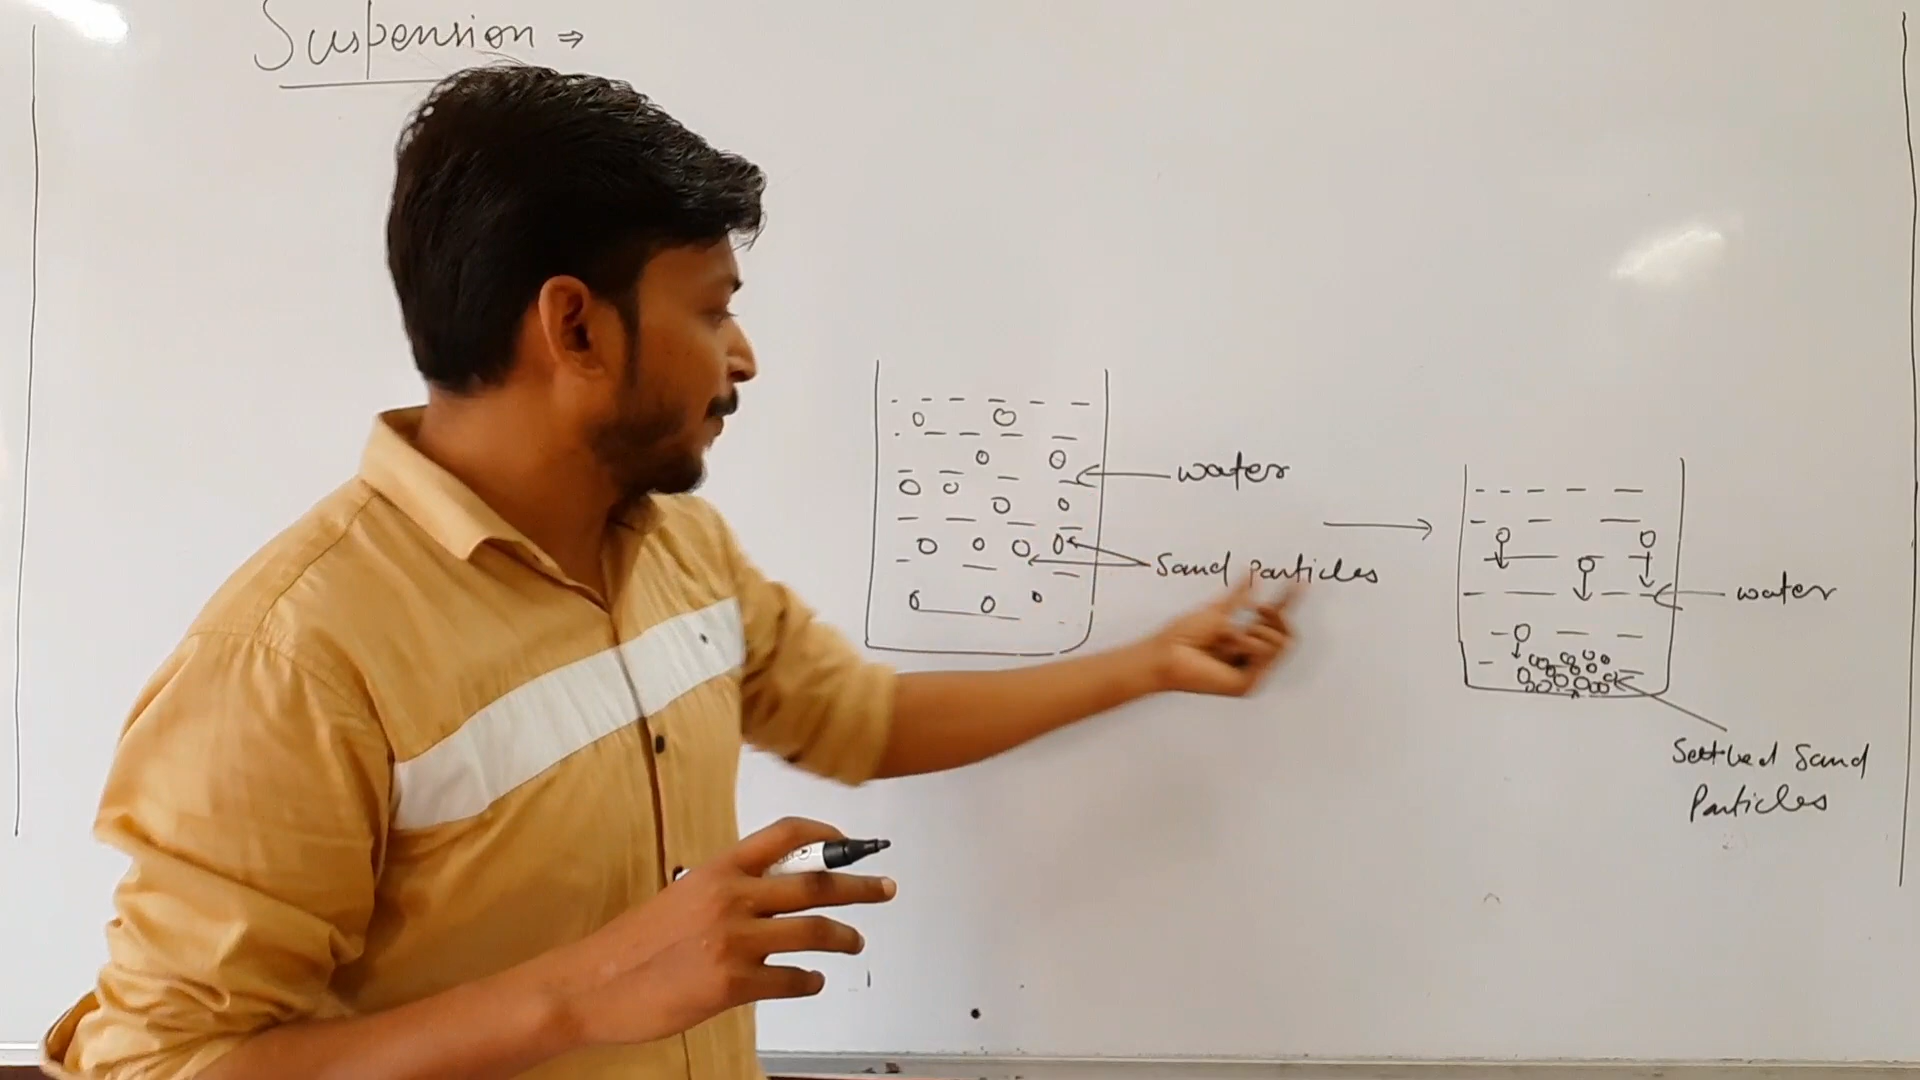 Suspension ⇒
water
Sand Particles
water
Settled Sand
Particles